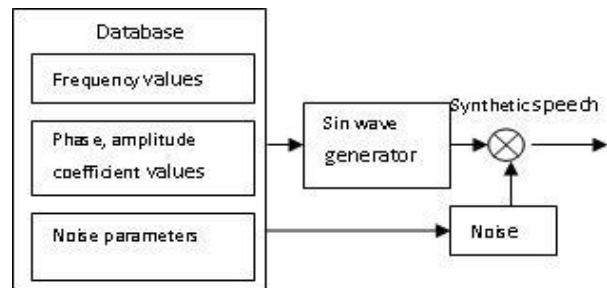 Database
Frequency values
Phase, amplitude
coefficient values
Noise parameters
Sin wave
generator
Synthetic speech
Noise